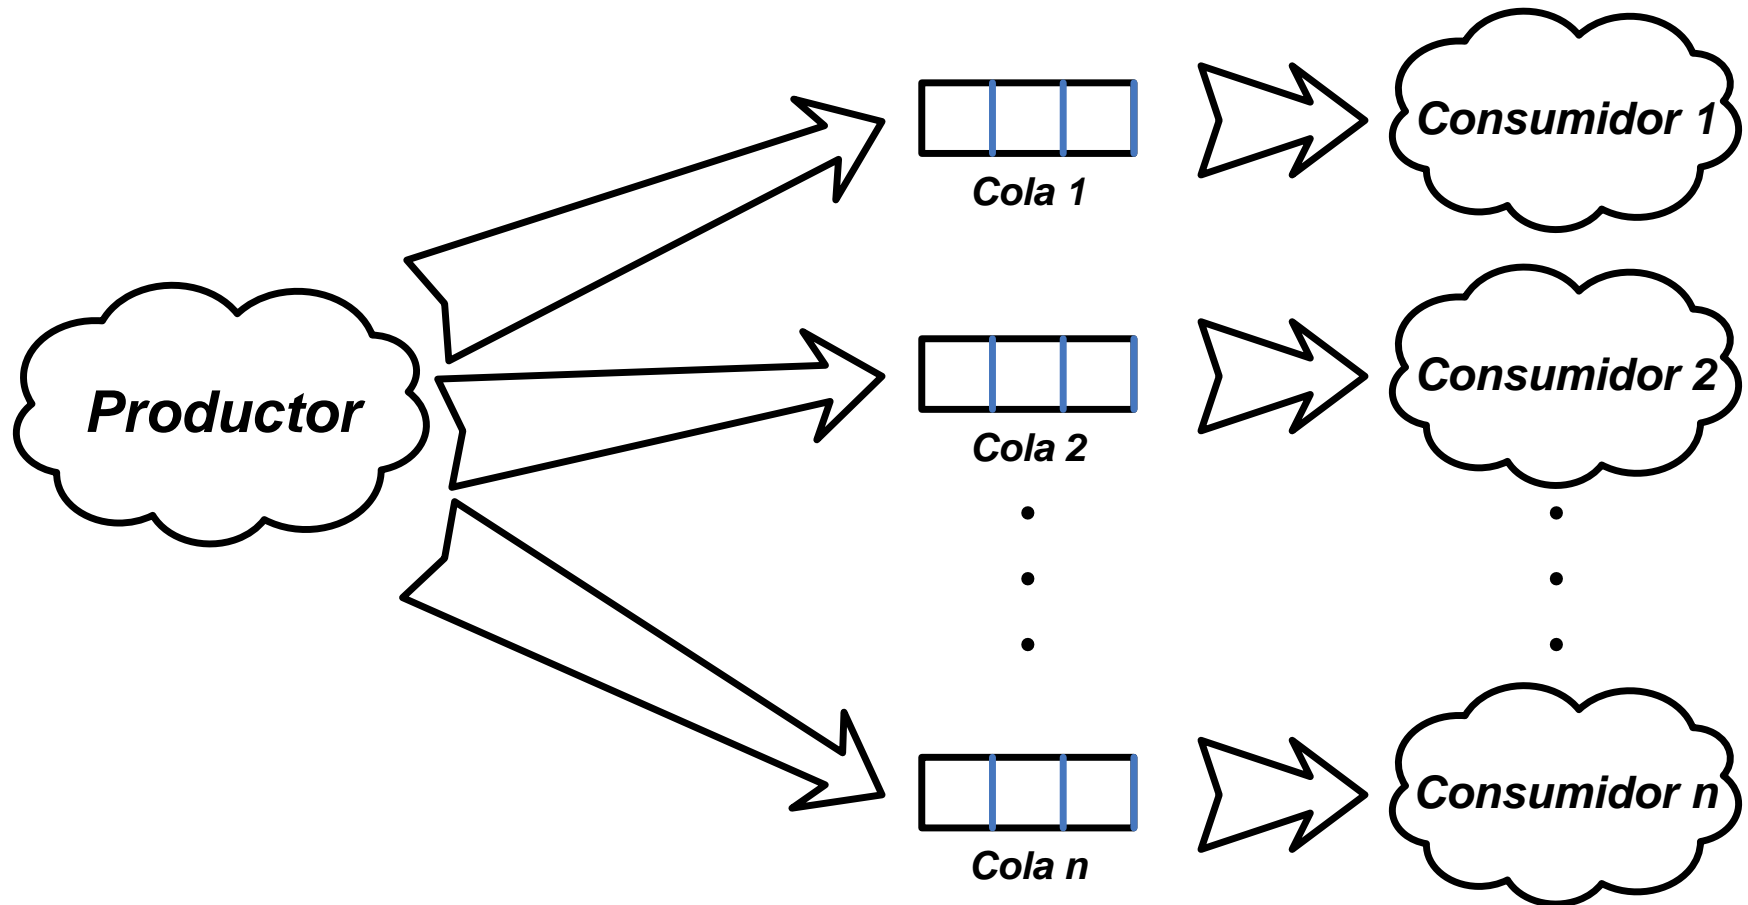 Consumidor 1
Cola 1
Productor
Consumidor 2
Cola 2
Consumidor n
Cola n